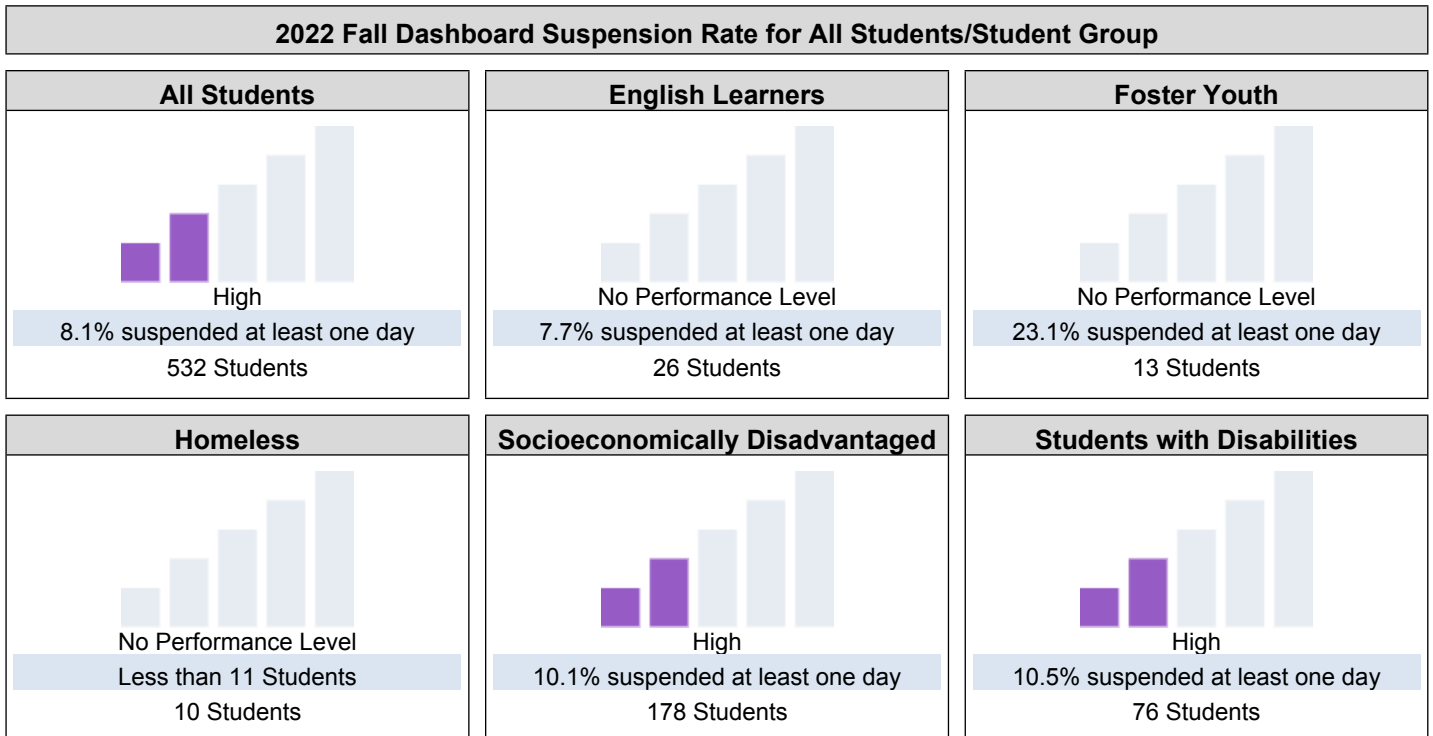 2022 Fall Dashboard Suspension Rate for All Students/Student Group
All Students
High
8.1% suspended at least one day
532 Students
English Learners
No Performance Level
7.7% suspended at least one day
26 Students
Foster Youth
No Performance Level
23.1% suspended at least one day
13 Students
Homeless
No Performance Level
Less than 11 Students
10 Students
Socioeconomically Disadvantaged
High
10.1% suspended at least one day
178 Students
Students with Disabilities
High
10.5% suspended at least one day
76 Students